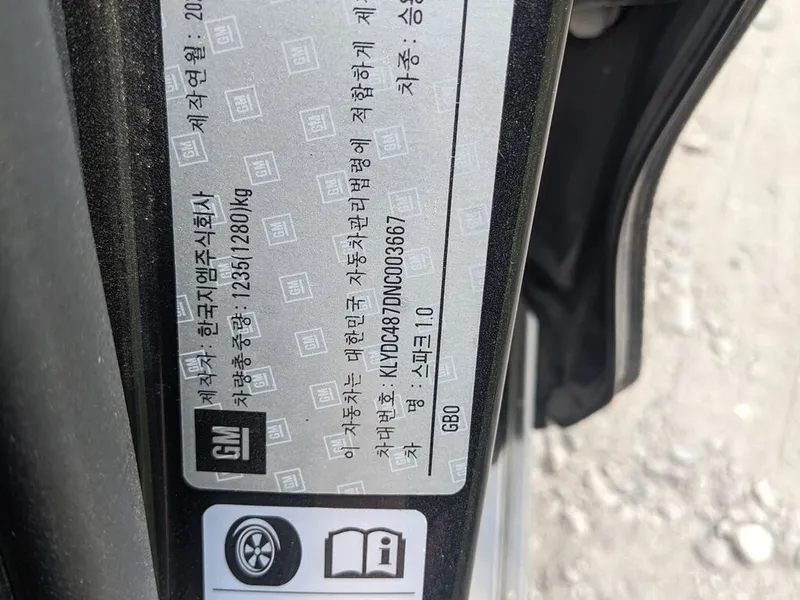 GM
제작자: 한국지엠주식회사 제작연월: 202
차량총중량: 1235(1280)kg
이 자동차는 대한민국 자동차관리법령에 적합하게 제
차대번호: KLYDC487DNC003667
차 명: 스파크1.0 차종: 승용
GB0